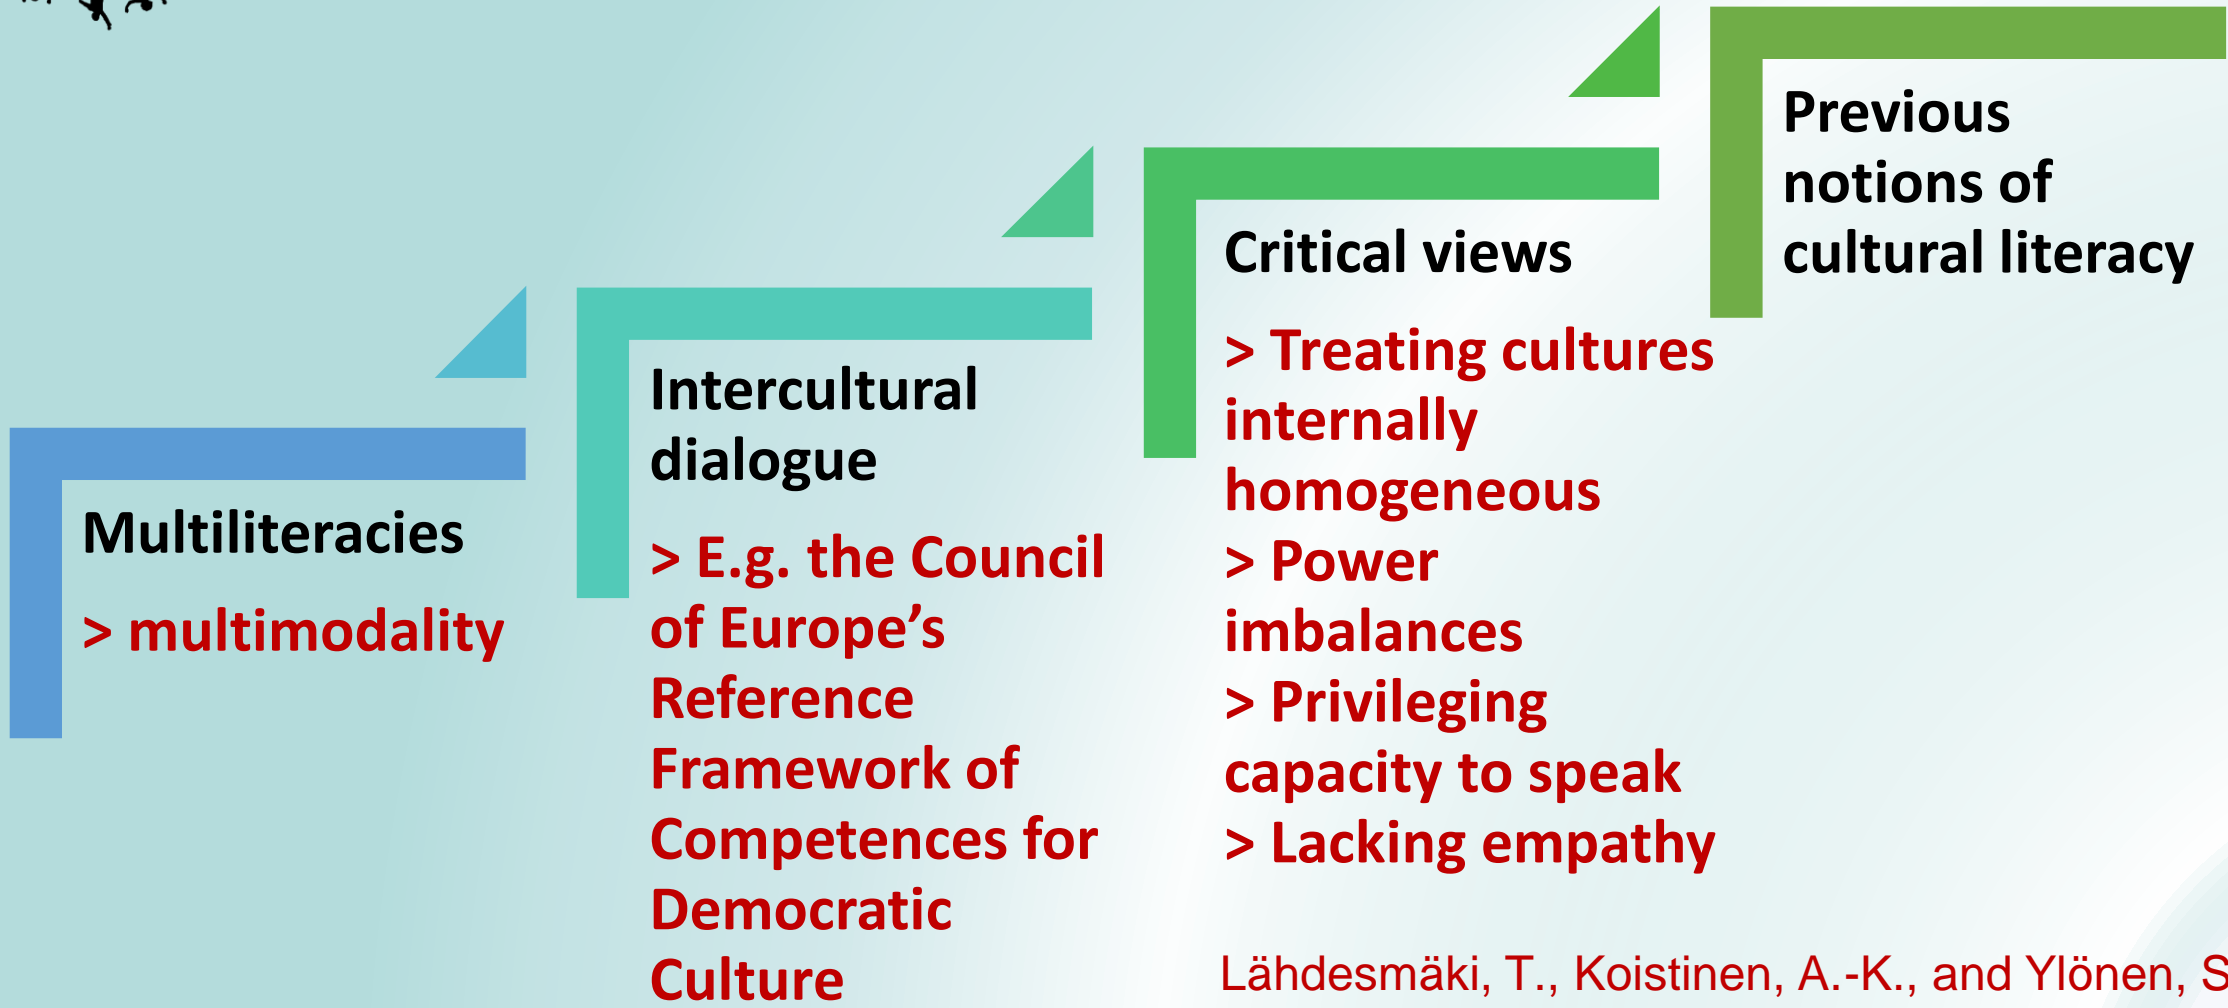 Multiliteracies
> multimodality
Intercultural
dialogue
> E.g. the Council
of Europe’s
Reference
Framework of
Competences for
Democratic
Culture
Critical views
> Treating cultures
internally
homogeneous
> Power
imbalances
> Privileging
capacity to speak
> Lacking empathy
Previous
notions of
cultural literacy
Lähdesmäki, T., Koistinen, A.-K., and Ylönen, S